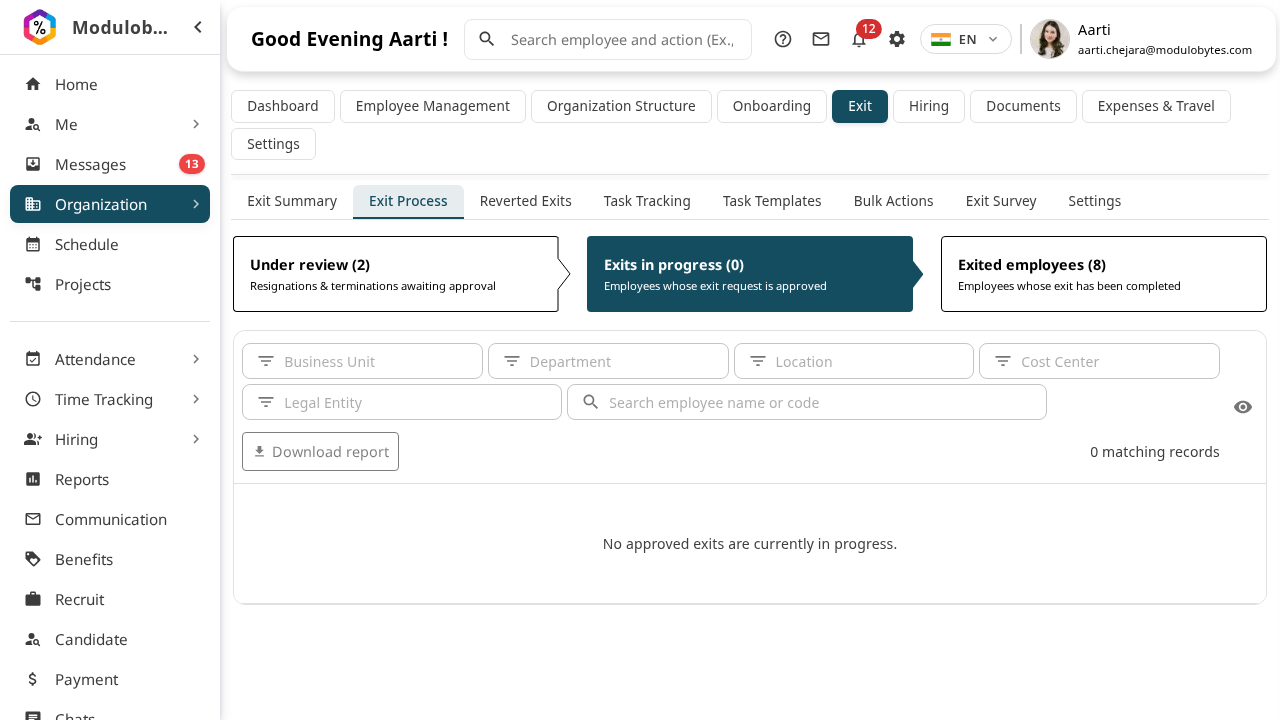 Modulob...
Home
Me
Messages
13
Organization
Schedule
Projects
Attendance
Time Tracking
Hiring
Reports
Communication
Benefits
Recruit
Candidate
Payment
Chats
Good Evening Aarti !
Search employee and action (Ex.,
12
EN
Aarti
aarti.chejara@modulobytes.com
Dashboard
Employee Management
Organization Structure
Onboarding
Exit
Hiring
Documents
Expenses & Travel
Settings
Exit Summary
Exit Process
Reverted Exits
Task Tracking
Task Templates
Bulk Actions
Exit Survey
Settings
Under review (2)
Resignations & terminations awaiting approval
Exits in progress (0)
Employees whose exit request is approved
Exited employees (8)
Employees whose exit has been completed
Business Unit
Department
Location
Cost Center
Legal Entity
Search employee name or code
Download report
0 matching records
No approved exits are currently in progress.